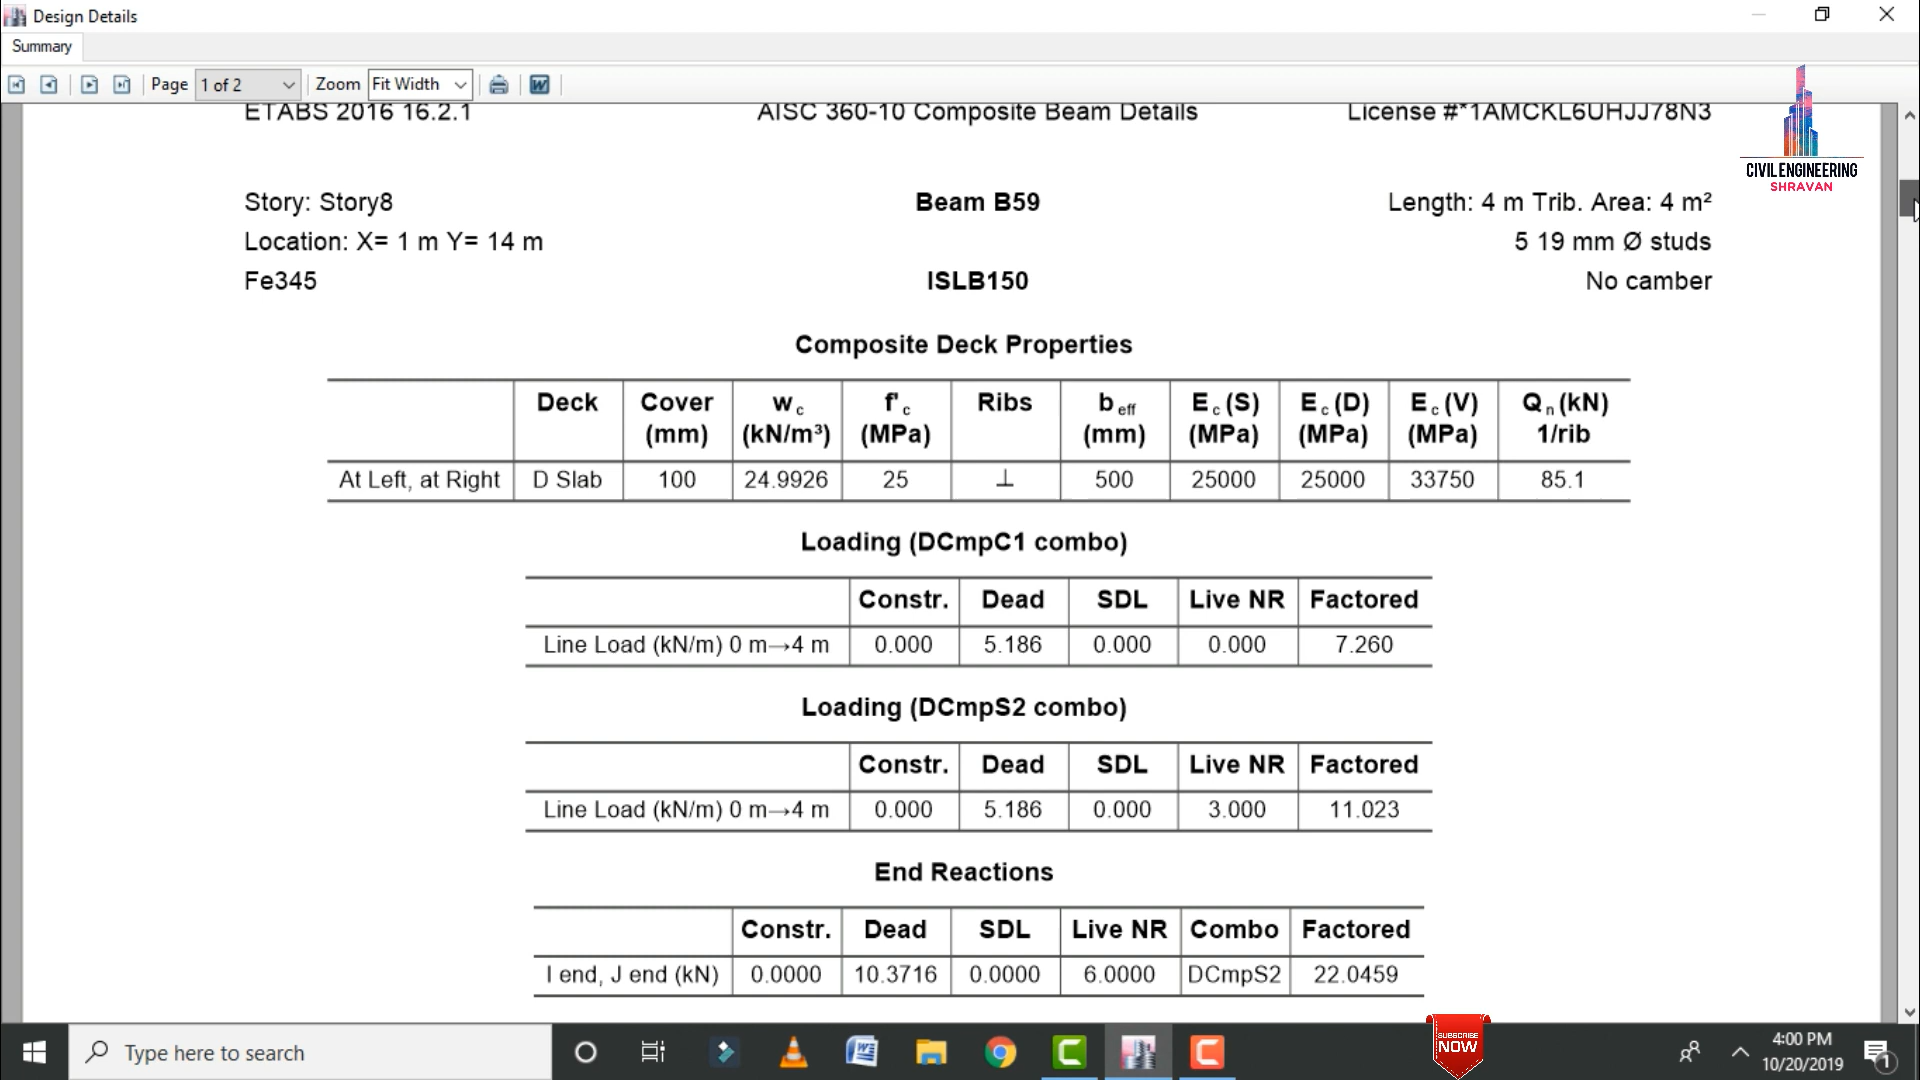 Design Details
Summary
Page 1 of 2 Zoom Fit Width
ETABS 2016 16.2.1 AISC 360-10 Composite Beam Details License #*1AMCKL6UHJJ78N3
CIVIL ENGINEERING
SHRAVAN
Story: Story8 Beam B59 Length: 4 m Trib. Area: 4 m²
Location: X= 1 m Y= 14 m 5 19 mm Ø studs
Fe345 ISLB150 No camber
Composite Deck Properties
Deck Cover (mm) w c (kN/m³) f' c (MPa) Ribs b eff (mm) E c (S) (MPa) E c (D) (MPa) E c (V) (MPa) Q n (kN) 1/rib
At Left, at Right D Slab 100 24.9926 25 ⊥ 500 25000 25000 33750 85.1
Loading (DCmpC1 combo)
Constr. Dead SDL Live NR Factored
Line Load (kN/m) 0 m→4 m 0.000 5.186 0.000 0.000 7.260
Loading (DCmpS2 combo)
Constr. Dead SDL Live NR Factored
Line Load (kN/m) 0 m→4 m 0.000 5.186 0.000 3.000 11.023
End Reactions
Constr. Dead SDL Live NR Combo Factored
I end, J end (kN) 0.0000 10.3716 0.0000 6.0000 DCmpS2 22.0459
SUBSCRIBE
NOW
Type here to search
4:00 PM
10/20/2019
1